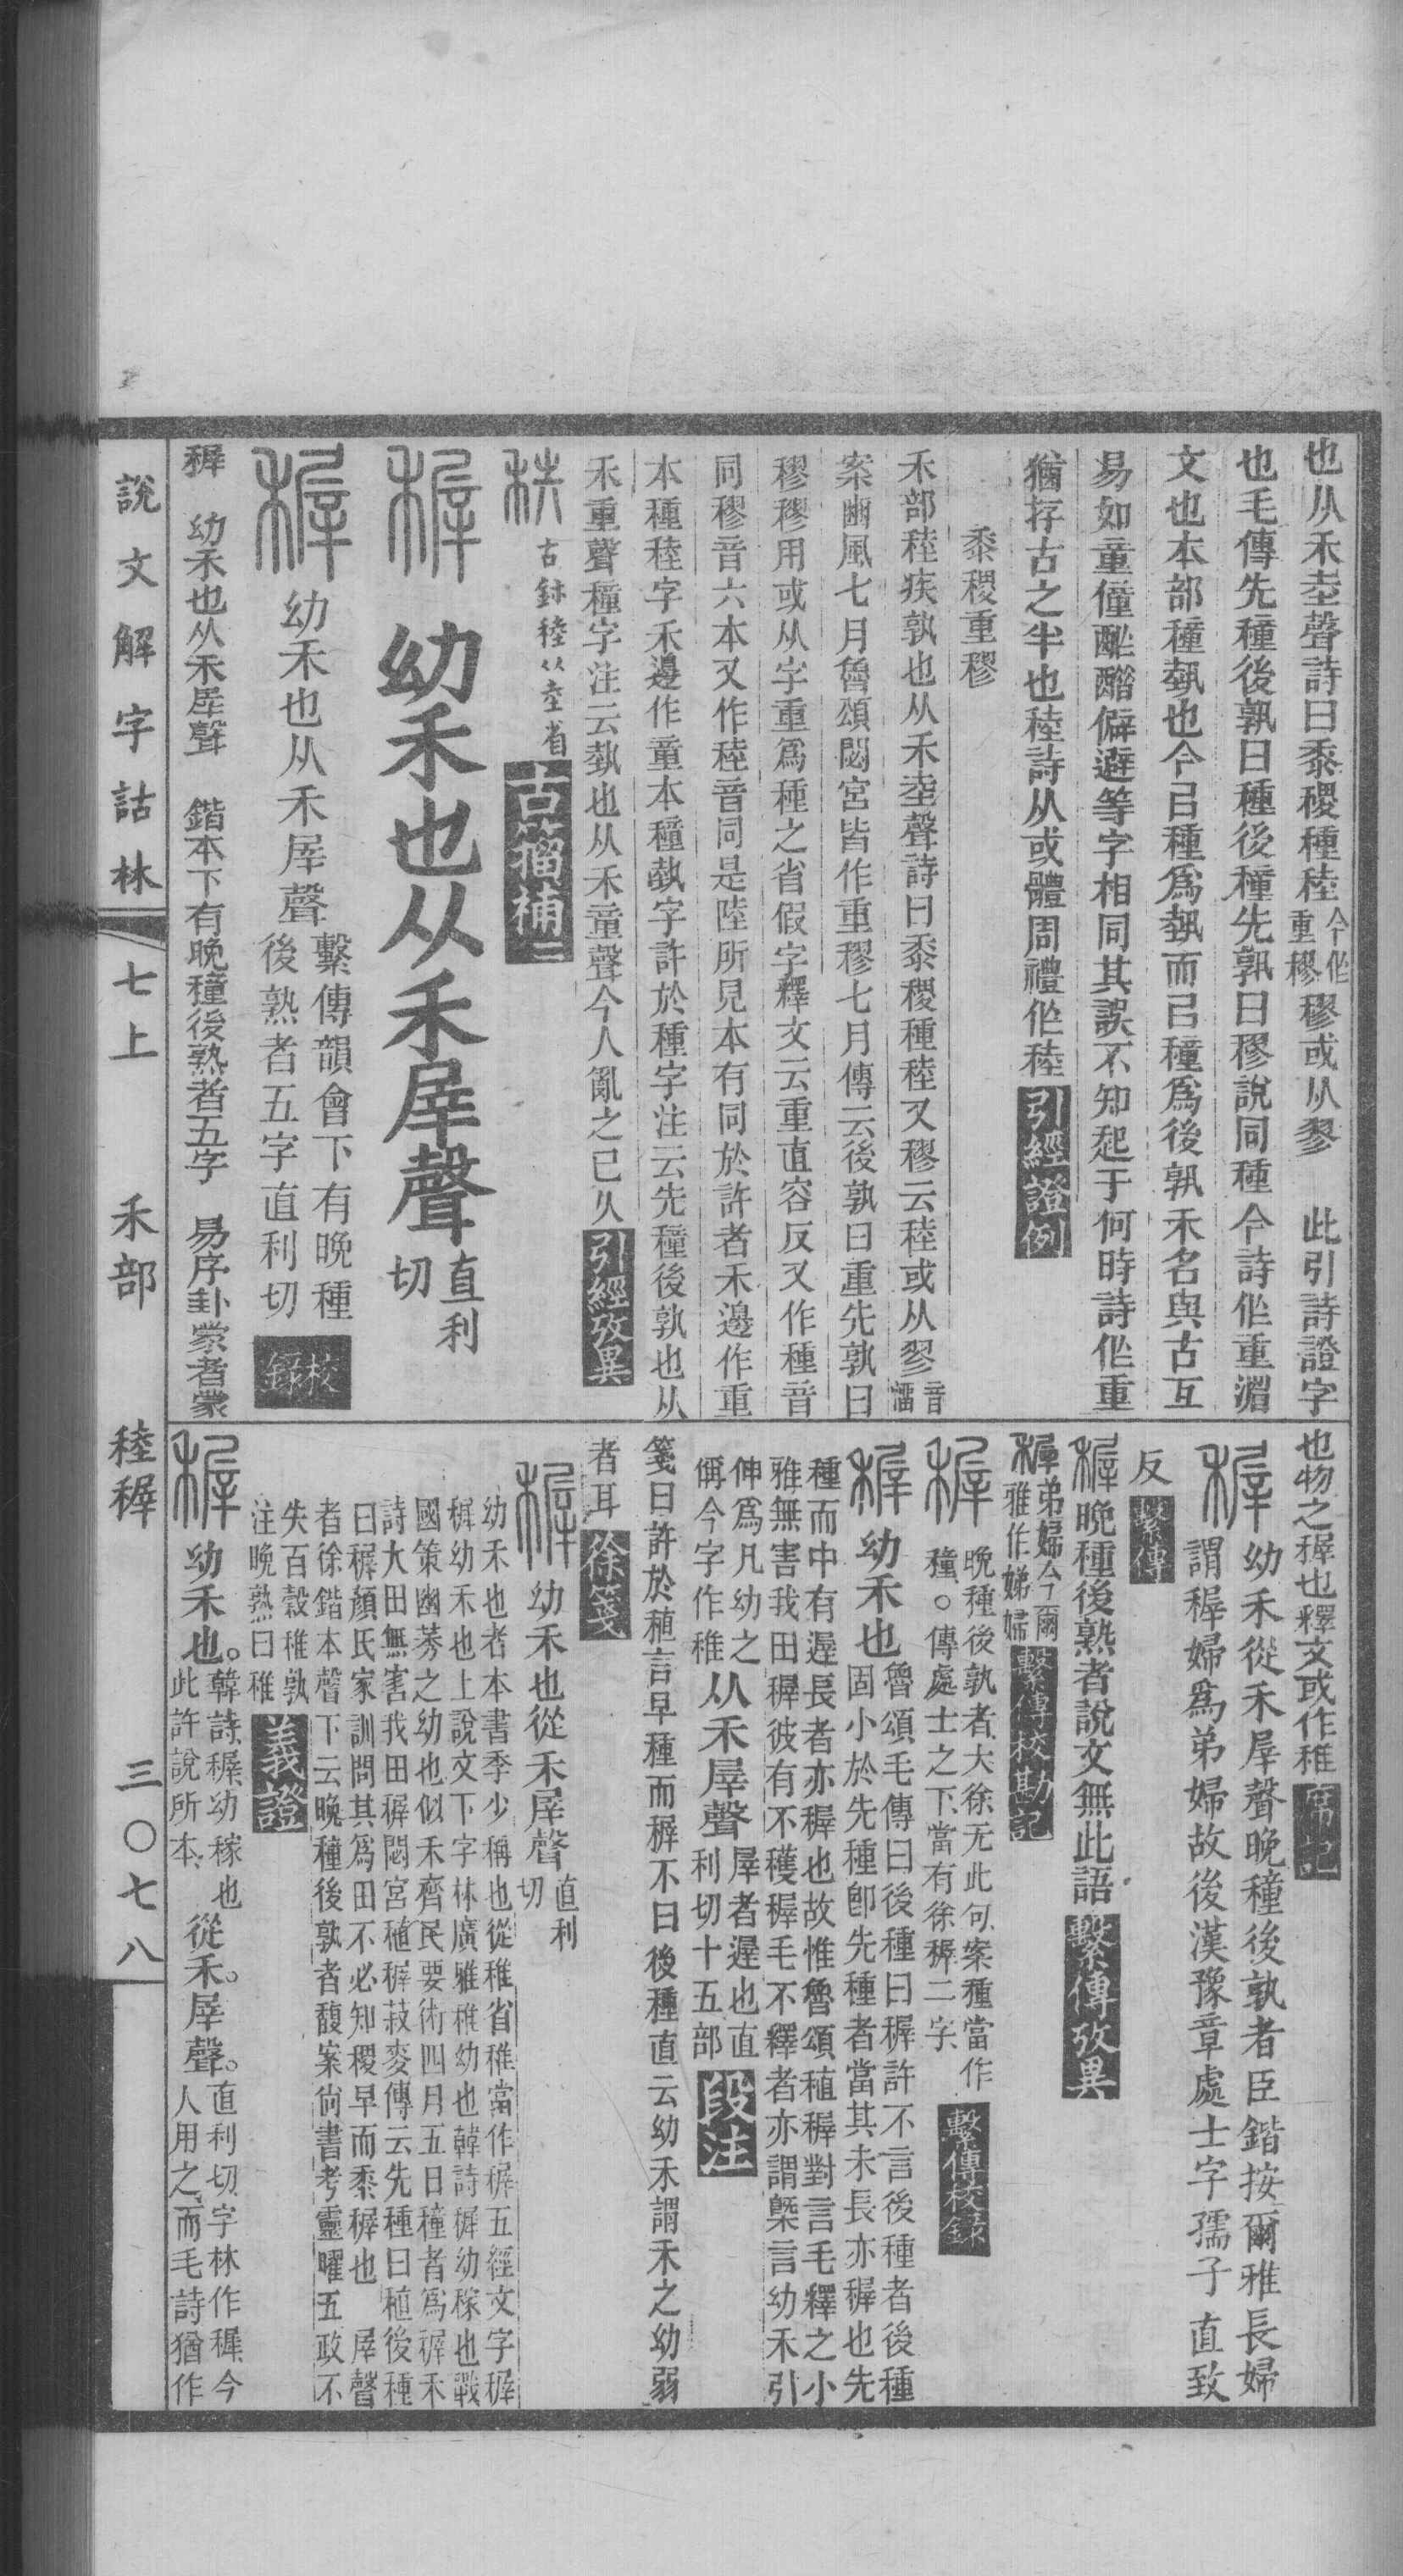 也从禾坴聲詩曰黍稷種稑今作重穋穋或从翏　此引詩證字
也毛傳先種後孰曰種後種先孰曰穋說同種今詩作重湄
文也本部種埶也今㠯種爲埶而㠯種爲後孰禾名與古互
易如童僮酢醋僻避等字相同其誤不知起于何時詩作重
猶存古之半也稑詩从或體周禮作稑引經證例
黍稷重穋
禾部稑疾孰也从禾坴聲詩曰黍稷種稑又穋云稑或从翏音
案豳風七月魯頌閟宮皆作重穋七月傳云後孰曰重先孰曰
穋穋用或从字重爲種之省假字釋文云重直容反又作種音
同穋音六本又作稑音同是陸所見本有同於許者禾邊作重
本種稑字禾邊作童本穜埶字許於種字注云先穜後孰也从
禾重聲穜字注云埶也从禾童聲今人亂之已久引經攷異
古鉢稑从坴省古籀補
幼禾也从禾屖聲直利切
幼禾也从禾屖聲繫傳韻會下有晚種後熟者五字直利切校錄
稺　幼禾也从禾屖聲　鍇本下有晚穜後熟者五字　易序卦蒙者蒙
也物之稺也釋文或作稚席記
幼禾從禾屖聲晚穜後孰者臣鍇按爾雅長婦
謂稺婦爲弟婦故後漢豫章處士字孺子直致
反繫傳
稺晚種後熟者說文無此語繫傳攷異
稺弟婦今爾雅作娣婦繫傳校勘記
稺晚種後孰者大徐无此句案種當作
穜○傳處士之下當有徐稺二字繫傳校錄
稺幼禾也魯頌毛傳曰後種曰稺許不言後種者後種
固小於先種卽先種者當其未長亦稺也先
種而中有遲長者亦稺也故惟魯頌稙稺對言毛釋之小
雅無害我田稺彼有不穫稺毛不釋者亦謂槩言幼禾引
伸爲凡幼之
偁今字作稚从禾屖聲屖者遲也直
利切十五部段注
箋曰許於稙言早種而稺不曰後種直云幼禾謂禾之幼弱
者耳徐箋
稺幼禾也從禾屖聲直利切
幼禾也者本書季少稱也從稚省稚當作稺五經文字稺
稺幼禾也上說文下字林廣雅稚幼也韓詩稺幼稼也戰
國策幽莠之幼也似禾齊民要術四月五日穜者爲稺禾
詩大田無害我田稺閟宮稙稺菽麥傳云先種曰稙後種
曰稺顏氏家訓問其爲田不必知稷早而黍稺也　屖聲
者徐鍇本聲下云晚穜後孰者馥案尙書考靈曜五政不
失百穀稚孰
注晚熟曰稚義證
稺幼禾也。韓詩、稺、幼稼也
此許說所本、從禾。屖聲。直利切字林作稺、今
人用之、而毛詩猶作
說文解字詁林　七上　禾部　稑稺　三〇七八